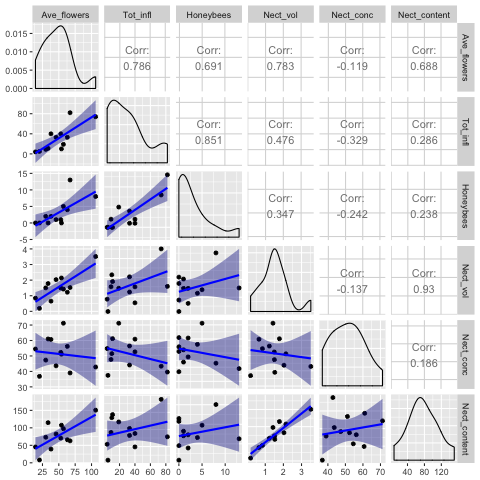 Ave_flowers Tot_infl Honeybees Nect_vol Nect_conc Nect_content
0.015
0.010
0.005
0.000
Corr:
0.786
Corr:
0.691
Corr:
0.783
Corr:
-0.119
Corr:
0.688
Ave_flowers
80
40
0
Corr:
0.851
Corr:
0.476
Corr:
-0.329
Corr:
0.286
Tot_infl
15
10
5
0
-5
Corr:
0.347
Corr:
-0.242
Corr:
0.238
Honeybees
4
3
2
1
0
Corr:
-0.137
Corr:
0.93
Nect_vol
70
60
50
40
30
Corr:
0.186
Nect_conc
150
100
50
0
Nect_content
25 50 75 100
20 40 60 80
0 5 10
1 2 3
40 50 60 70
40 80 120